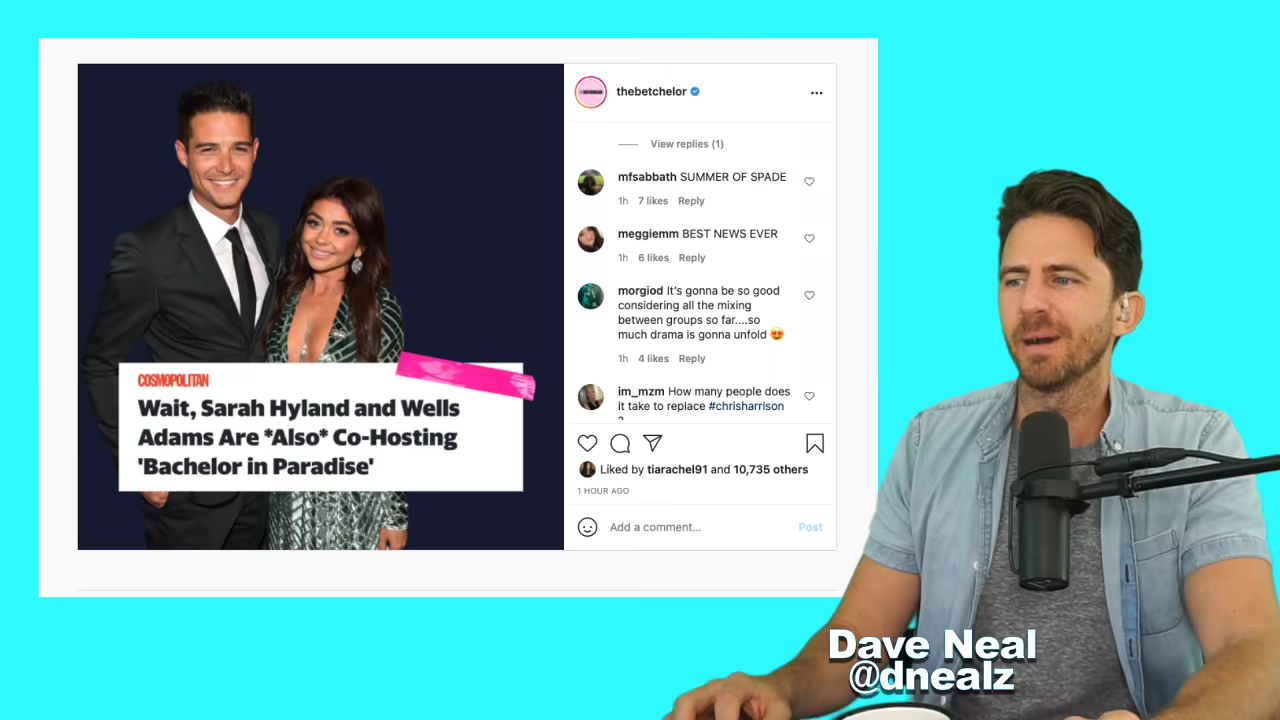 COSMOPOLITAN
Wait, Sarah Hyland and Wells
Adams Are *Also* Co-Hosting
'Bachelor in Paradise'
thebetchelor
View replies (1)
mfsabbath SUMMER OF SPADE
1h 7 likes Reply
meggiemm BEST NEWS EVER
1h 6 likes Reply
morgiod It's gonna be so good
considering all the mixing
between groups so far....so
much drama is gonna unfold 😍
1h 4 likes Reply
im_mzm How many people does
it take to replace #chrisharrison
Liked by tiarachel91 and 10,735 others
1 HOUR AGO
Add a comment...
Post
Dave Neal
@dnealz